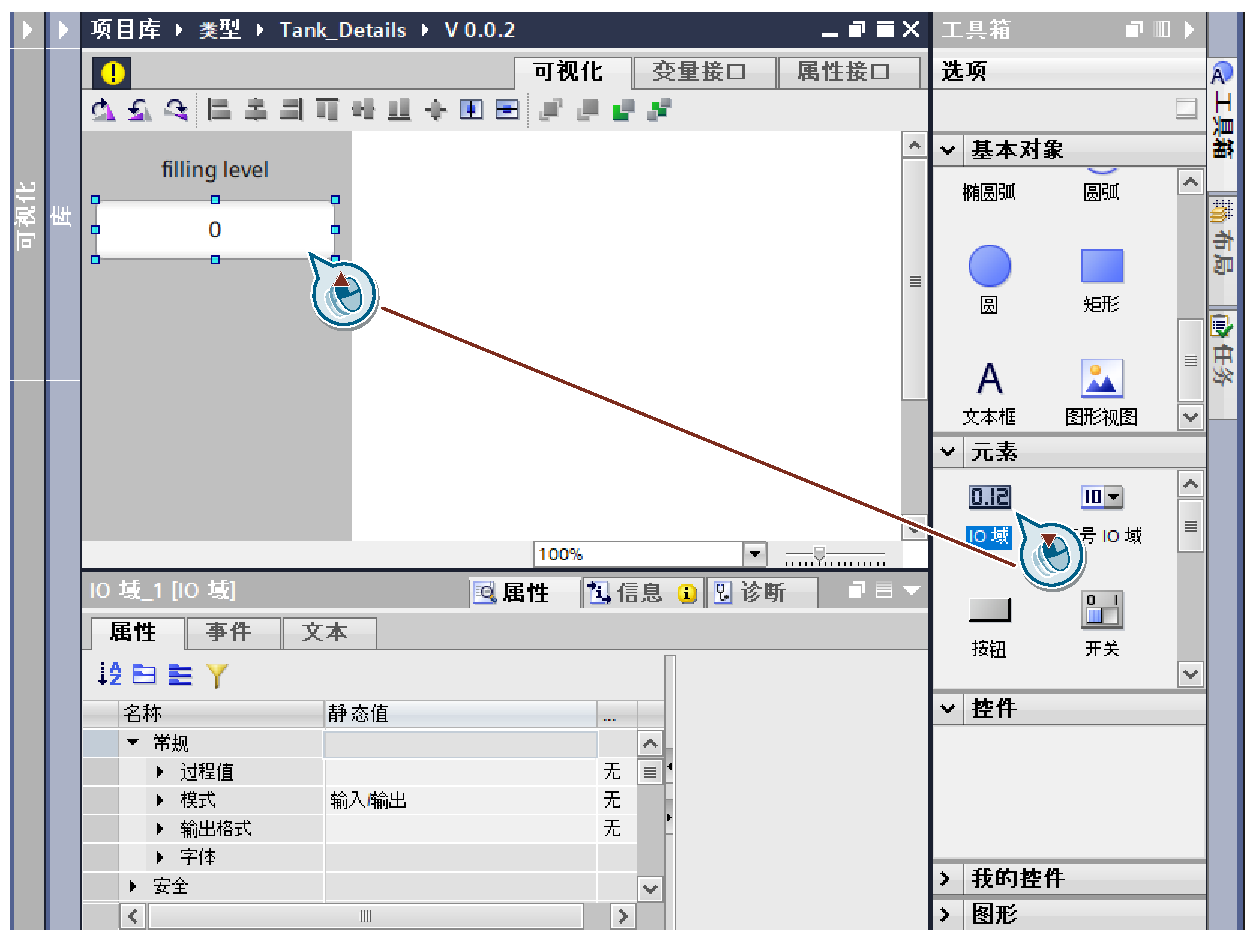 项目库 ▸ 类型 ▸ Tank_Details ▸ V 0.0.2
工具箱
可视化 变量接口 属性接口
选项
基本对象
filling level
0
椭圆弧 圆弧
圆 矩形
A
文本框 图形视图
元素
0.12 10
IO 域 号 IO 域
0 1
按钮 开关
控件
我的控件
图形
100%
IO 域_1 [IO 域]
属性 信息 诊断
属性 事件 文本
名称 静态值 ...
常规
过程值 无
模式 输入/输出 无
输出格式 无
字体
安全
可视化
库
工具箱
布局
任务